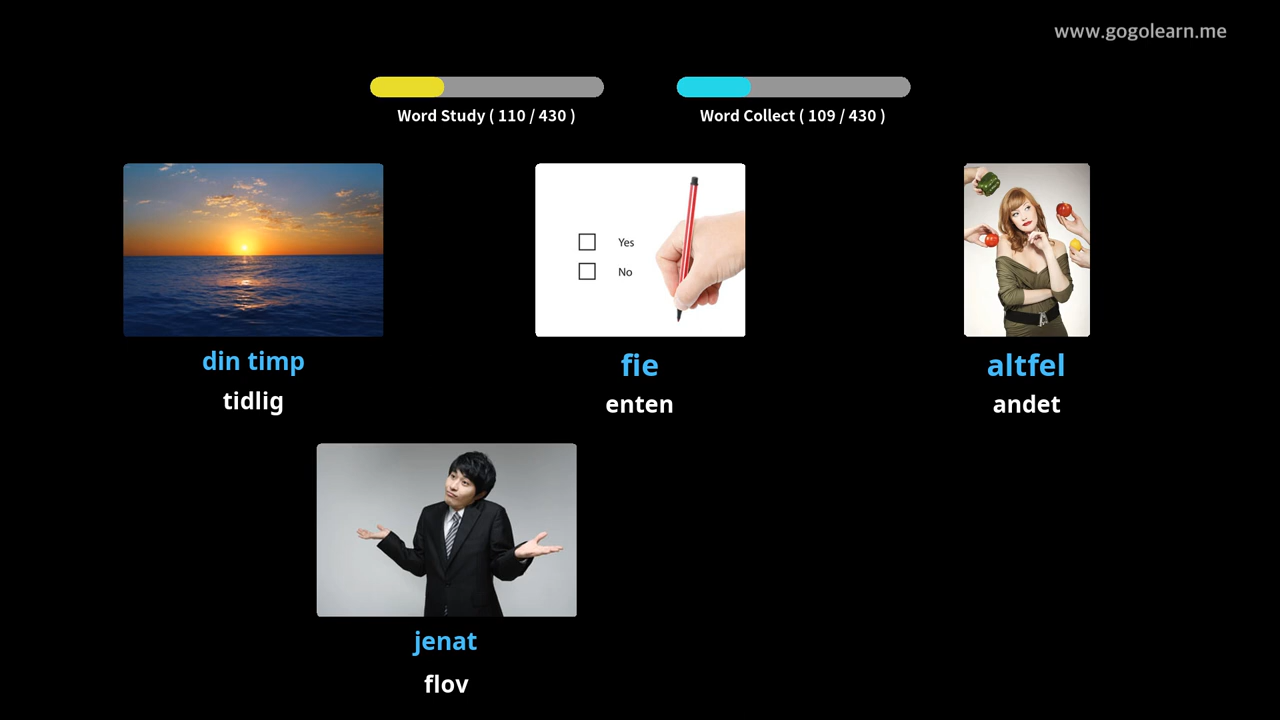 www.gogolearn.me
Word Study ( 110 / 430 )
Word Collect ( 109 / 430 )
Yes
No
din timp
tidlig
fie
enten
altfel
andet
jenat
flov